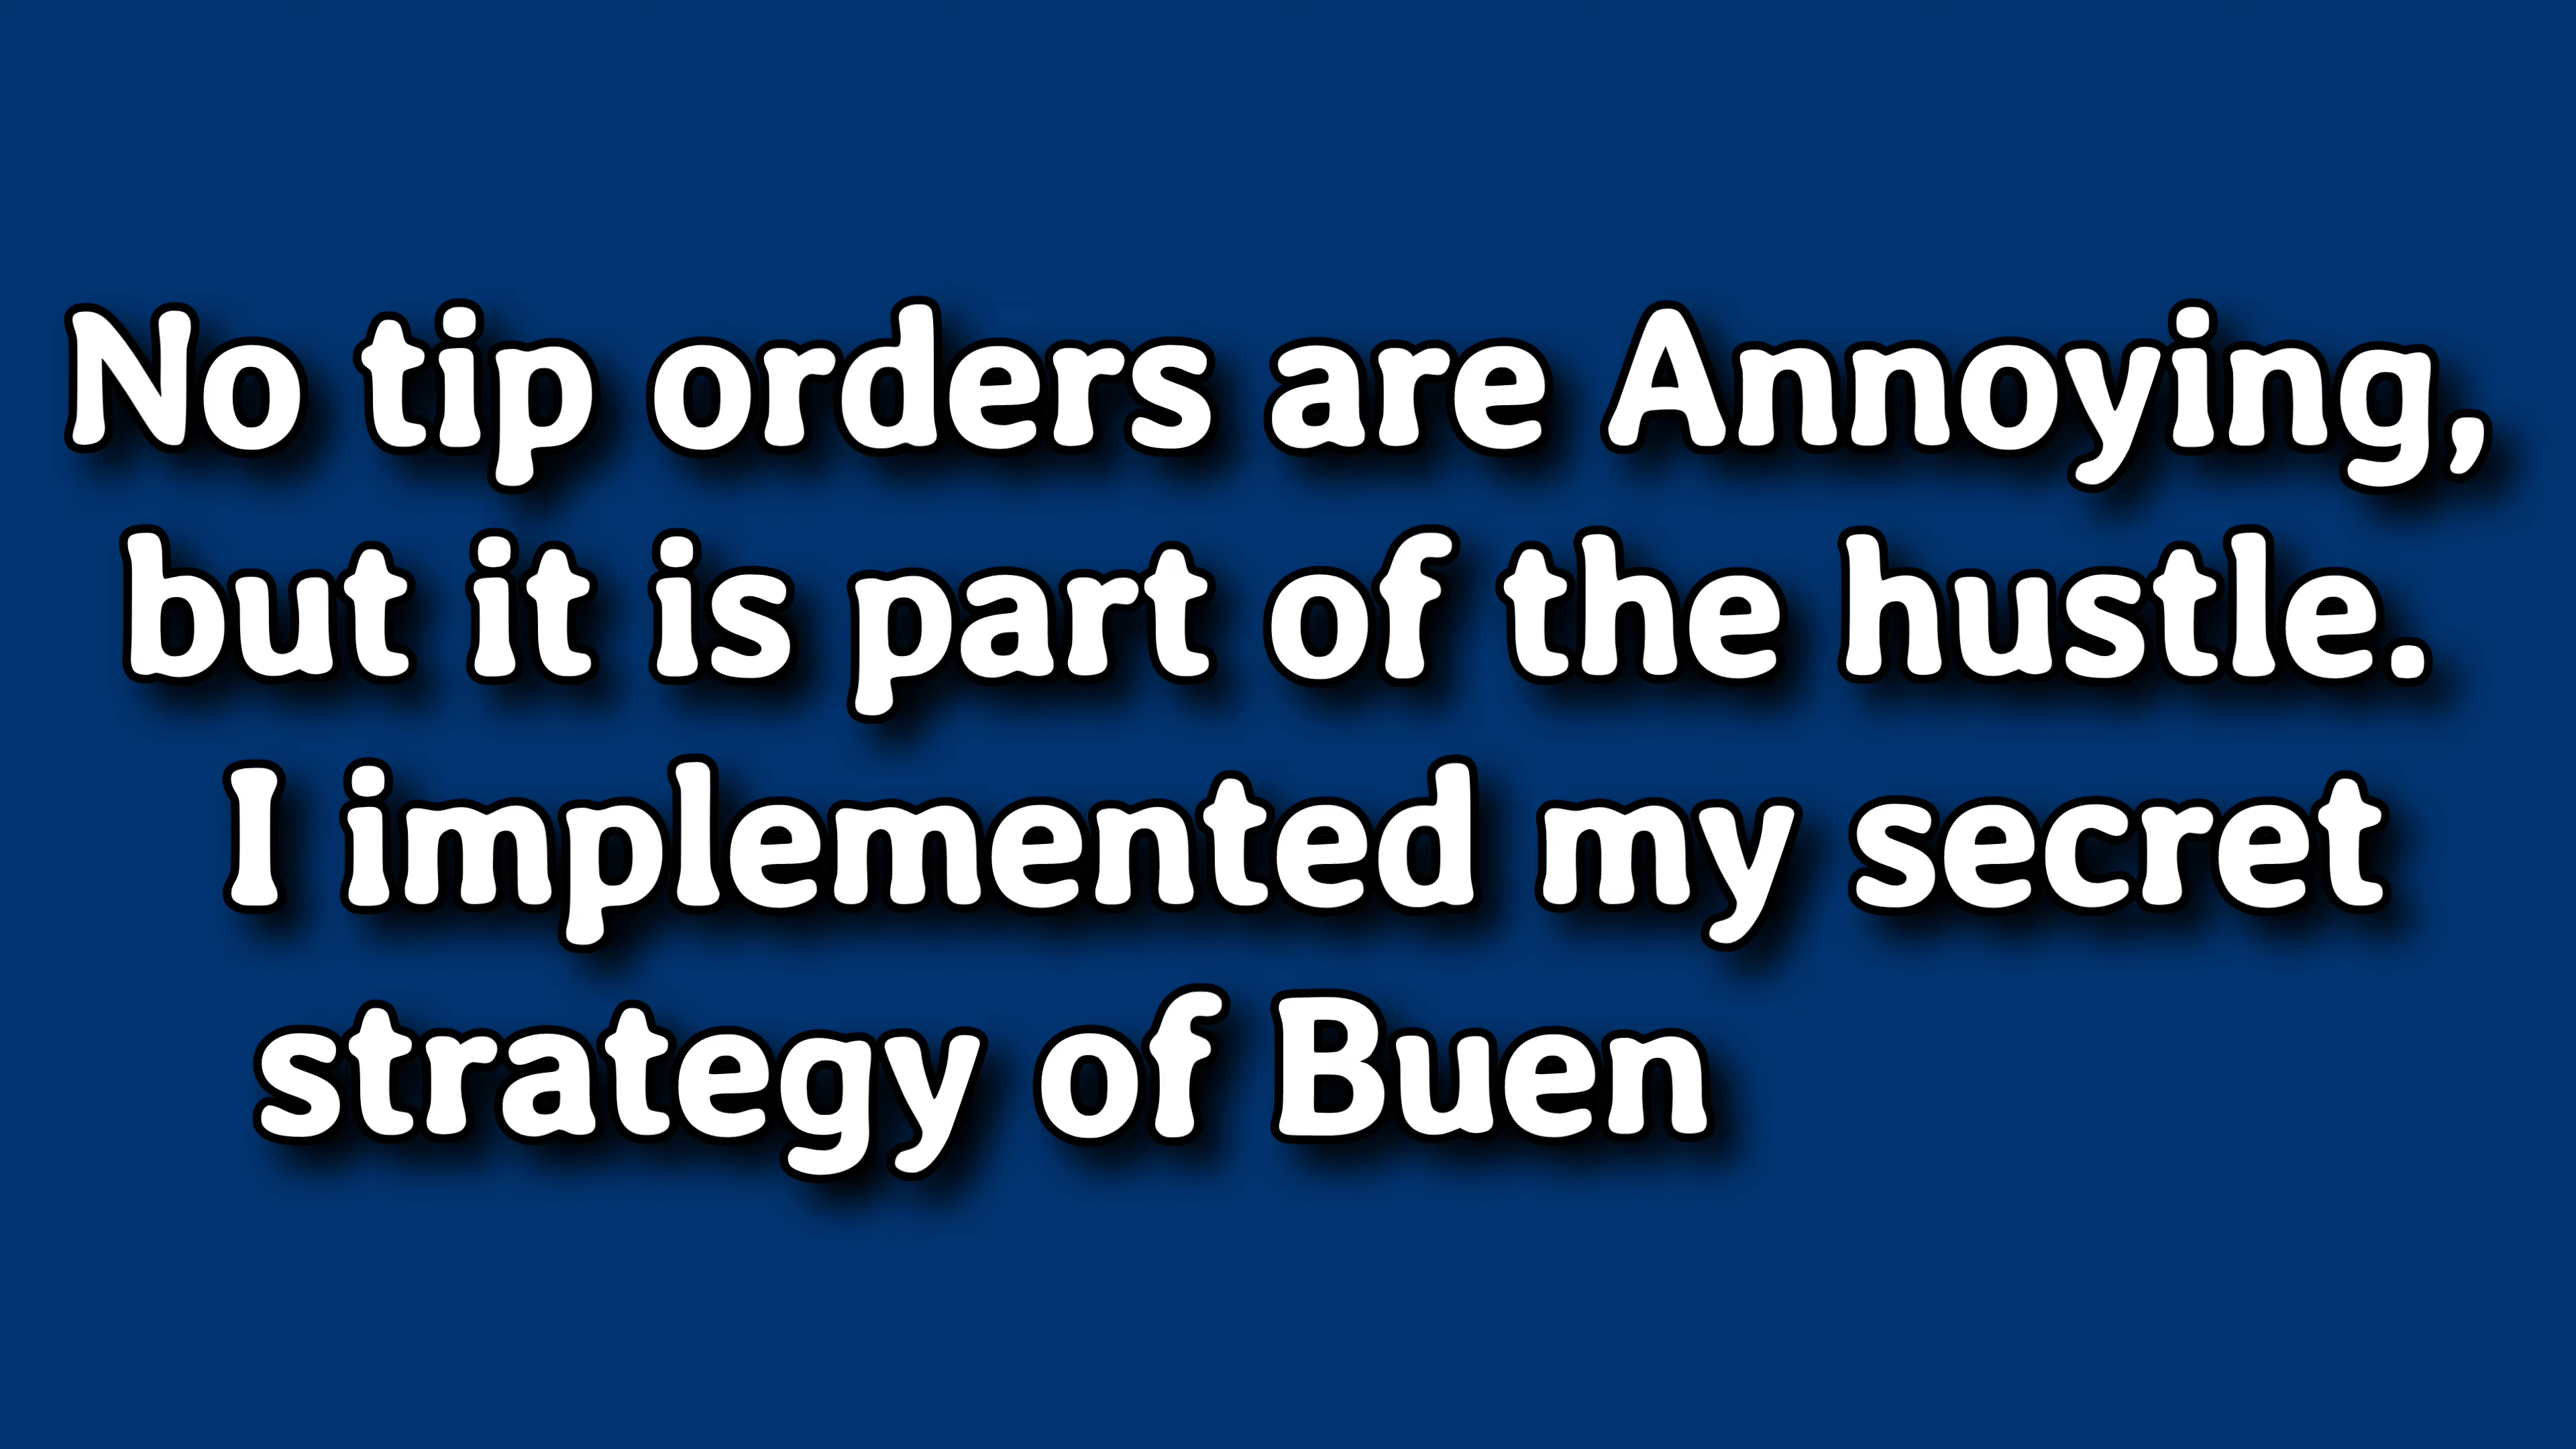 No tip orders are Annoying,
but it is part of the hustle.
I implemented my secret
strategy of Buen